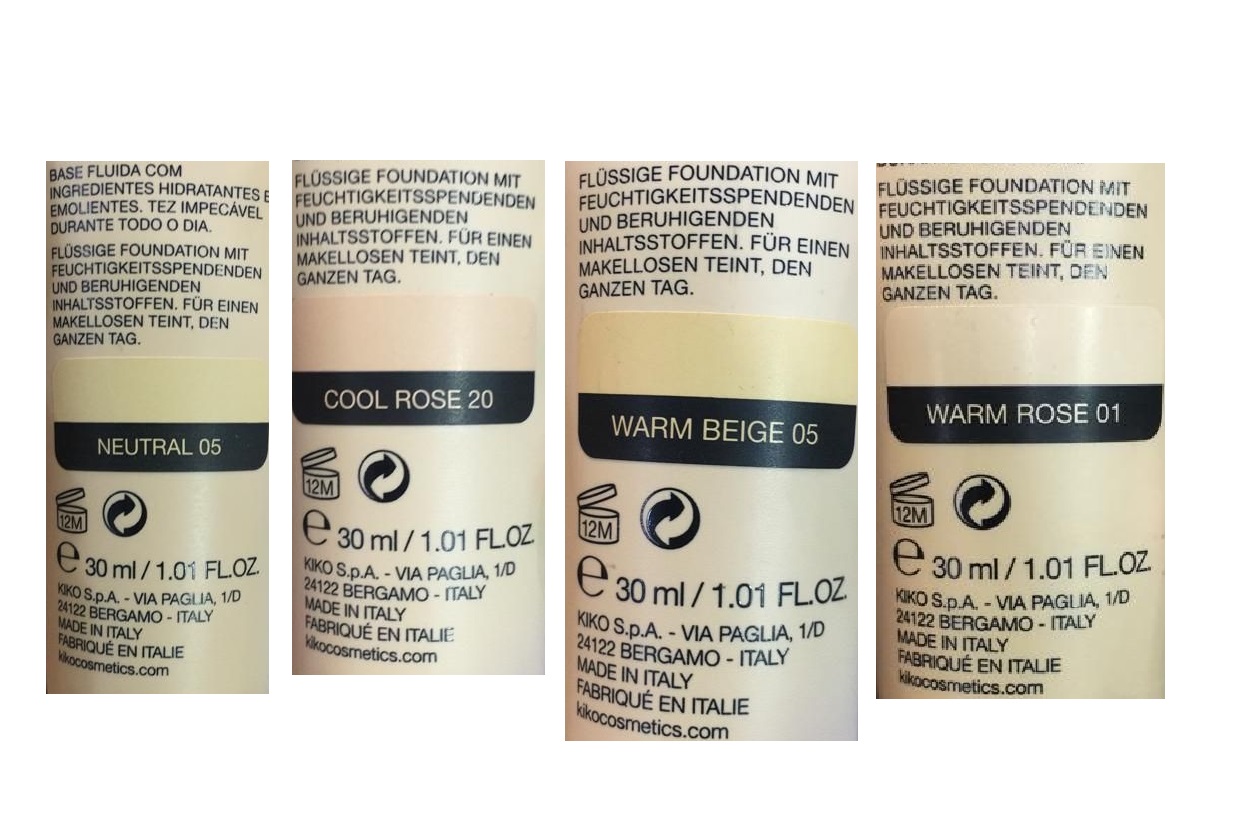 BASE FLUIDA COM
INGREDIENTES HIDRATANTES E
EMOLIENTES. TEZ IMPECÁVEL
DURANTE TODO O DIA.
FLÜSSIGE FOUNDATION MIT
FEUCHTIGKEITSSPENDENDEN
UND BERUHIGENDEN
INHALTSSTOFFEN. FÜR EINEN
MAKELLOSEN TEINT, DEN
GANZEN TAG.
NEUTRAL 05
12M
e 30 ml / 1.01 FL.OZ.
KIKO S.p.A. - VIA PAGLIA, 1/D
24122 BERGAMO - ITALY
MADE IN ITALY
FABRIQUÉ EN ITALIE
kikocosmetics.com
FLÜSSIGE FOUNDATION MIT
FEUCHTIGKEITSSPENDENDEN
UND BERUHIGENDEN
INHALTSSTOFFEN. FÜR EINEN
MAKELLOSEN TEINT, DEN
GANZEN TAG.
COOL ROSE 20
12M
e 30 ml / 1.01 FL.OZ.
KIKO S.p.A. - VIA PAGLIA, 1/D
24122 BERGAMO - ITALY
MADE IN ITALY
FABRIQUÉ EN ITALIE
kikocosmetics.com
FLÜSSIGE FOUNDATION MIT
FEUCHTIGKEITSSPENDENDEN
UND BERUHIGENDEN
INHALTSSTOFFEN. FÜR EINEN
MAKELLOSEN TEINT, DEN
GANZEN TAG.
WARM BEIGE 05
12M
e 30 ml / 1.01 FL.OZ.
KIKO S.p.A. - VIA PAGLIA, 1/D
24122 BERGAMO - ITALY
MADE IN ITALY
FABRIQUÉ EN ITALIE
kikocosmetics.com
FLÜSSIGE FOUNDATION MIT
FEUCHTIGKEITSSPENDENDEN
UND BERUHIGENDEN
INHALTSSTOFFEN. FÜR EINEN
MAKELLOSEN TEINT, DEN
GANZEN TAG.
WARM ROSE 01
12M
e 30 ml / 1.01 FL.OZ.
KIKO S.p.A. - VIA PAGLIA, 1/D
24122 BERGAMO - ITALY
MADE IN ITALY
FABRIQUÉ EN ITALIE
kikocosmetics.com